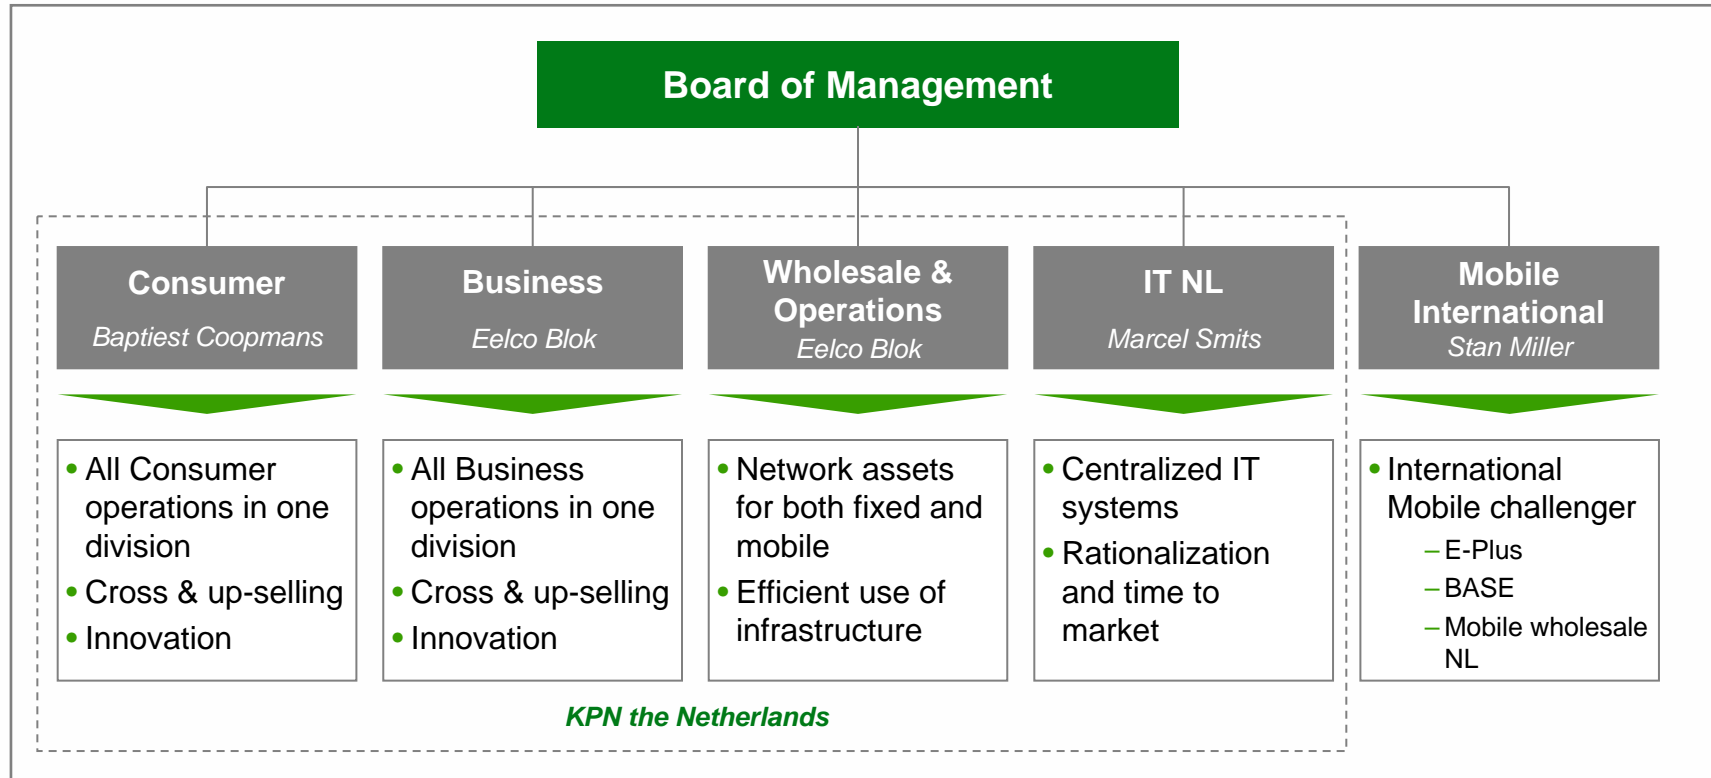 Board of Management
Consumer
Baptiest Coopmans
Business
Eelco Blok
Wholesale &
Operations
Eelco Blok
IT NL
Marcel Smits
Mobile
International
Stan Miller
• All Consumer
operations in one
division
• Cross & up-selling
• Innovation
• All Business
operations in one
division
• Cross & up-selling
• Innovation
• Network assets
for both fixed and
mobile
• Efficient use of
infrastructure
• Centralized IT
systems
• Rationalization
and time to
market
• International
Mobile challenger
– E-Plus
– BASE
– Mobile wholesale
NL
KPN the Netherlands